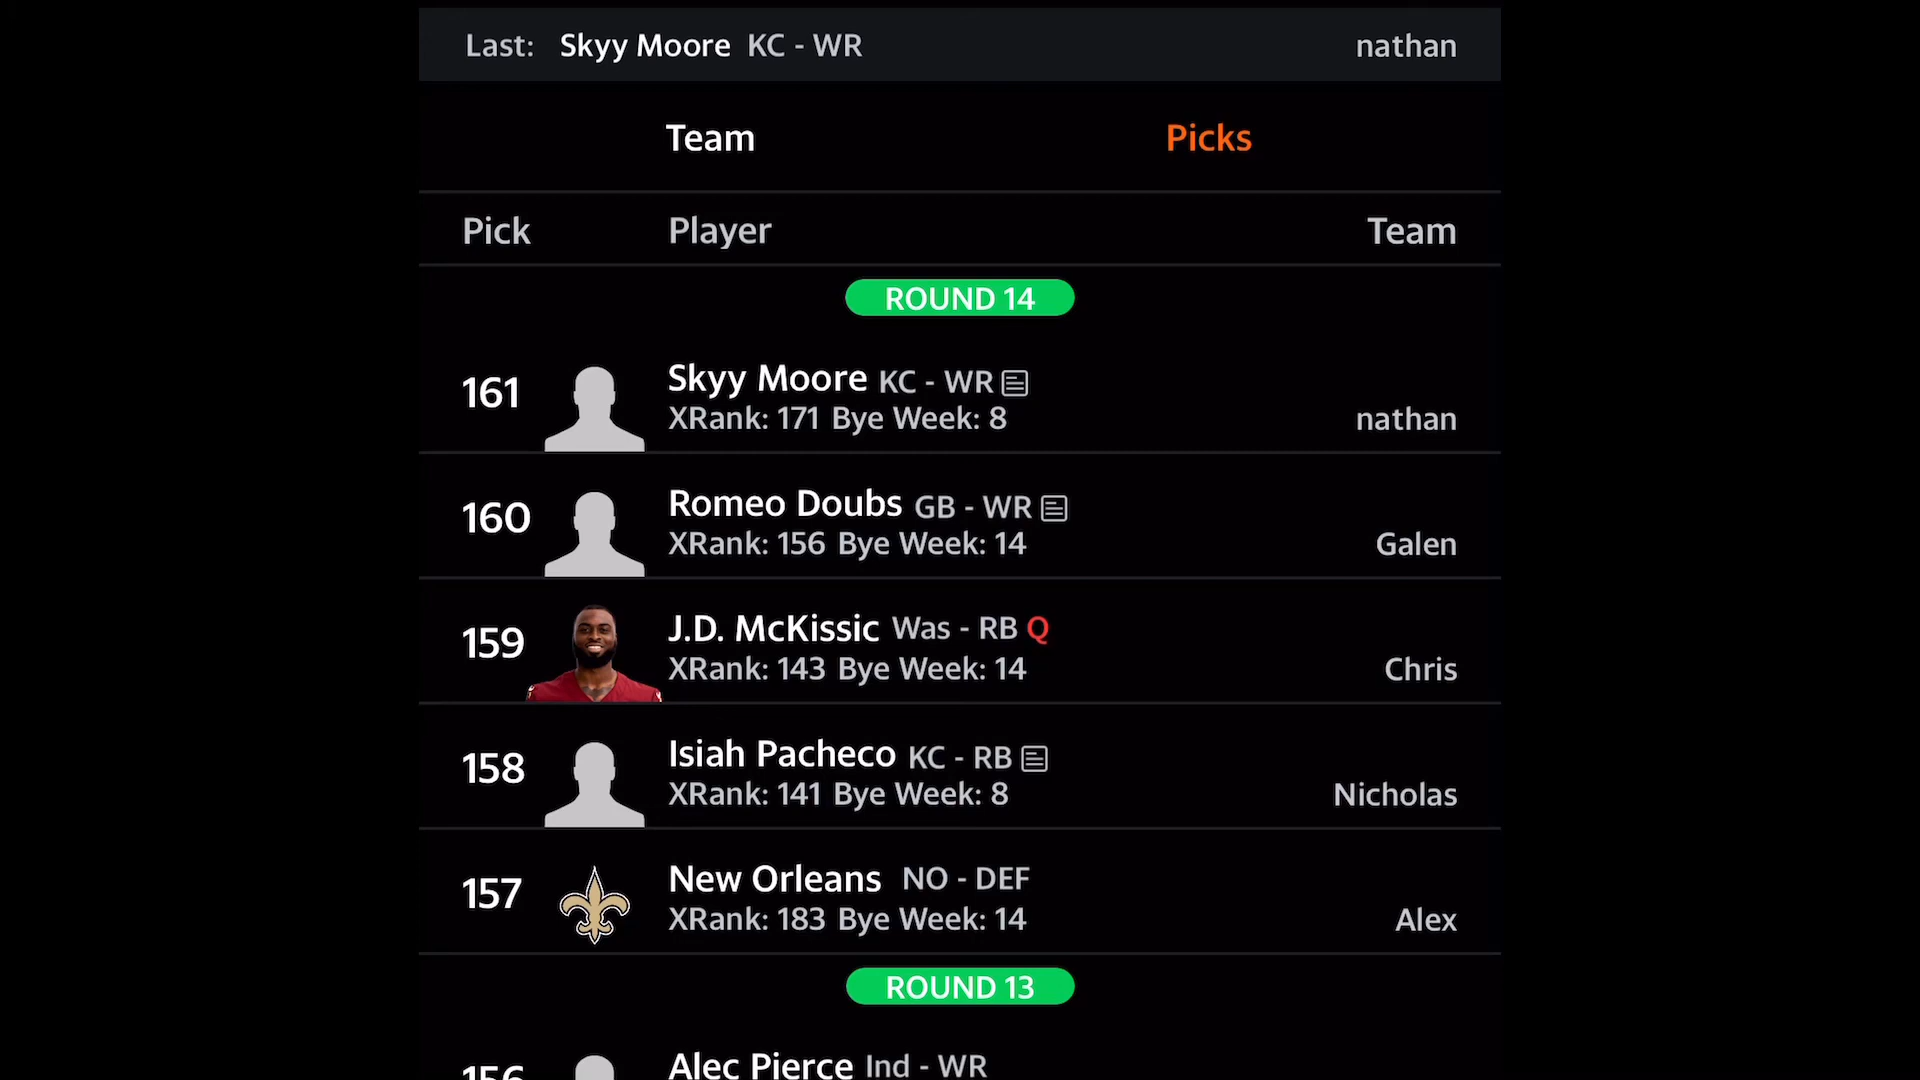 Last: Skyy Moore KC - WR nathan
Team Picks
Pick Player Team
ROUND 14
161 Skyy Moore KC - WR
XRank: 171 Bye Week: 8 nathan
160 Romeo Doubs GB - WR
XRank: 156 Bye Week: 14 Galen
159 J.D. McKissic Was - RB Q
XRank: 143 Bye Week: 14 Chris
158 Isiah Pacheco KC - RB
XRank: 141 Bye Week: 8 Nicholas
157 New Orleans NO - DEF
XRank: 183 Bye Week: 14 Alex
ROUND 13
156 Alec Pierce Ind - WR